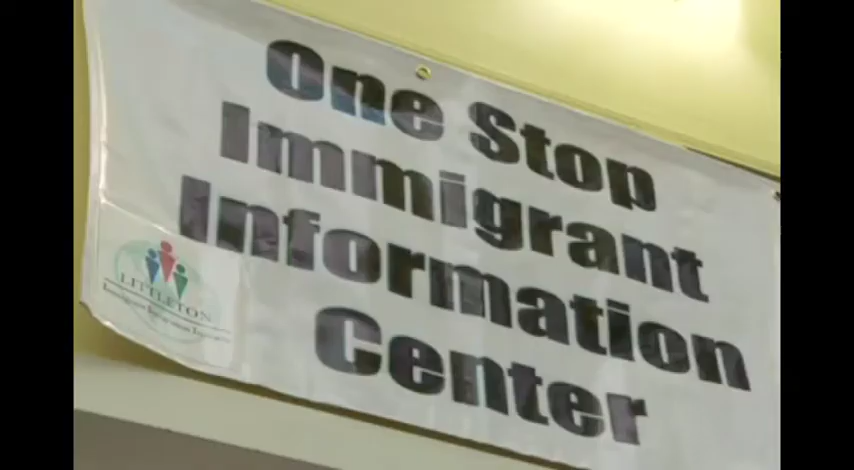 One Stop
Immigrant
Information
Center
LITTLETON